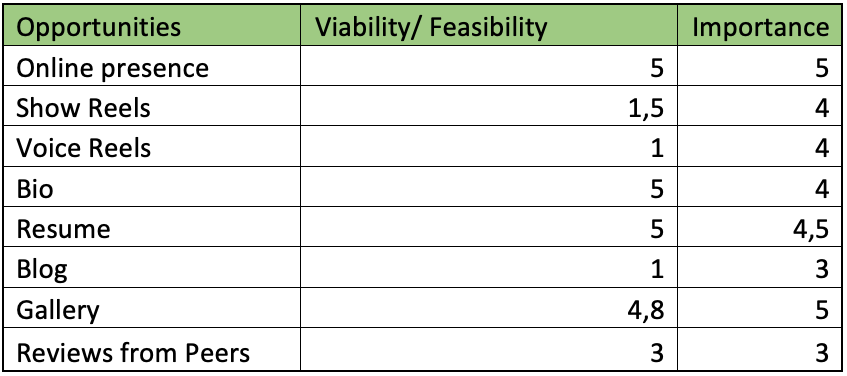 Opportunities Viability/ Feasibility Importance
Online presence 5 5
Show Reels 1,5 4
Voice Reels 1 4
Bio 5 4
Resume 5 4,5
Blog 1 3
Gallery 4,8 5
Reviews from Peers 3 3